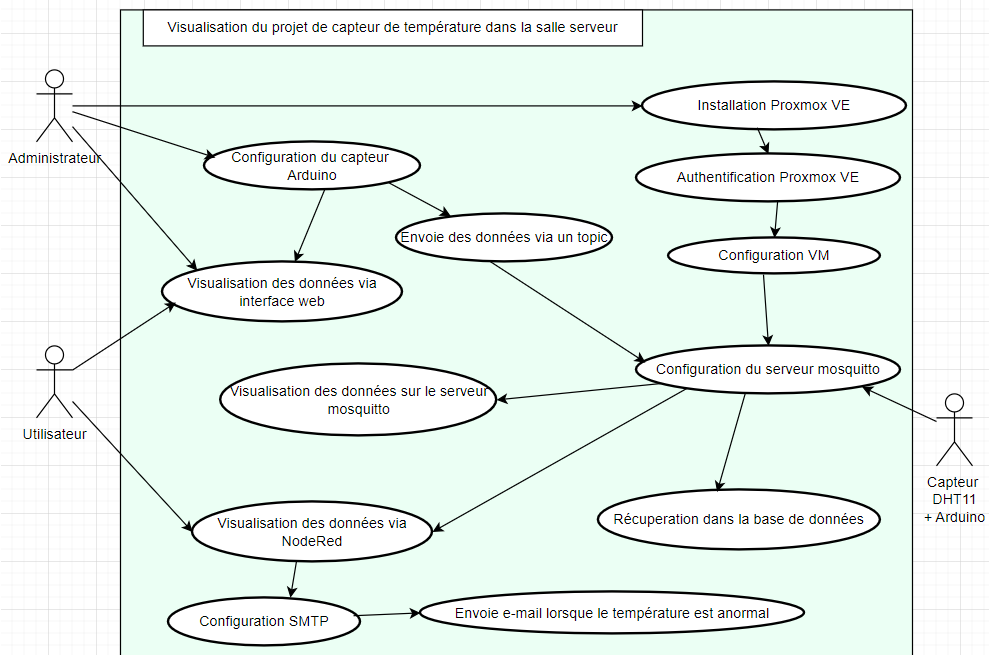 Visualisation du projet de capteur de température dans la salle serveur
Installation Proxmox VE
Administrateur
Configuration du capteur
Arduino
Authentification Proxmox VE
Envoie des données via un topic
Configuration VM
Visualisation des données via
interface web
Configuration du serveur mosquitto
Visualisation des données sur le serveur
mosquitto
Utilisateur
Capteur
DHT11
+ Arduino
Visualisation des données via
NodeRed
Récuperation dans la base de données
Configuration SMTP
Envoie e-mail lorsque le température est anormal